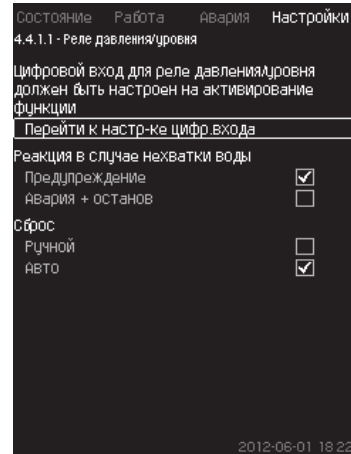 Состояние Работа Авария Настройки
4.4.1.1 - Реле давления/уровня
Цифровой вход для реле давления/уровня
должен быть настроен на активирование
функции
Перейти к настр-ке цифр.входа
Реакция в случае нехватки воды
Предупреждение
Авария + останов
Сброс
Ручной
Авто
2012-06-01 18:22